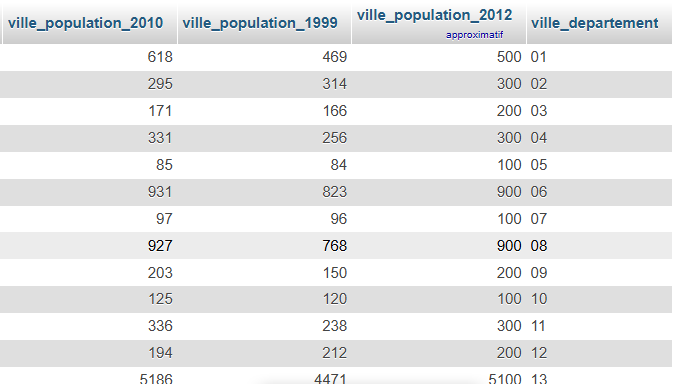 ville_population_2010 ville_population_1999 ville_population_2012 ville_departement
approximatif
618 469 500 01
295 314 300 02
171 166 200 03
331 256 300 04
85 84 100 05
931 823 900 06
97 96 100 07
927 768 900 08
203 150 200 09
125 120 100 10
336 238 300 11
194 212 200 12
5186 4471 5100 13